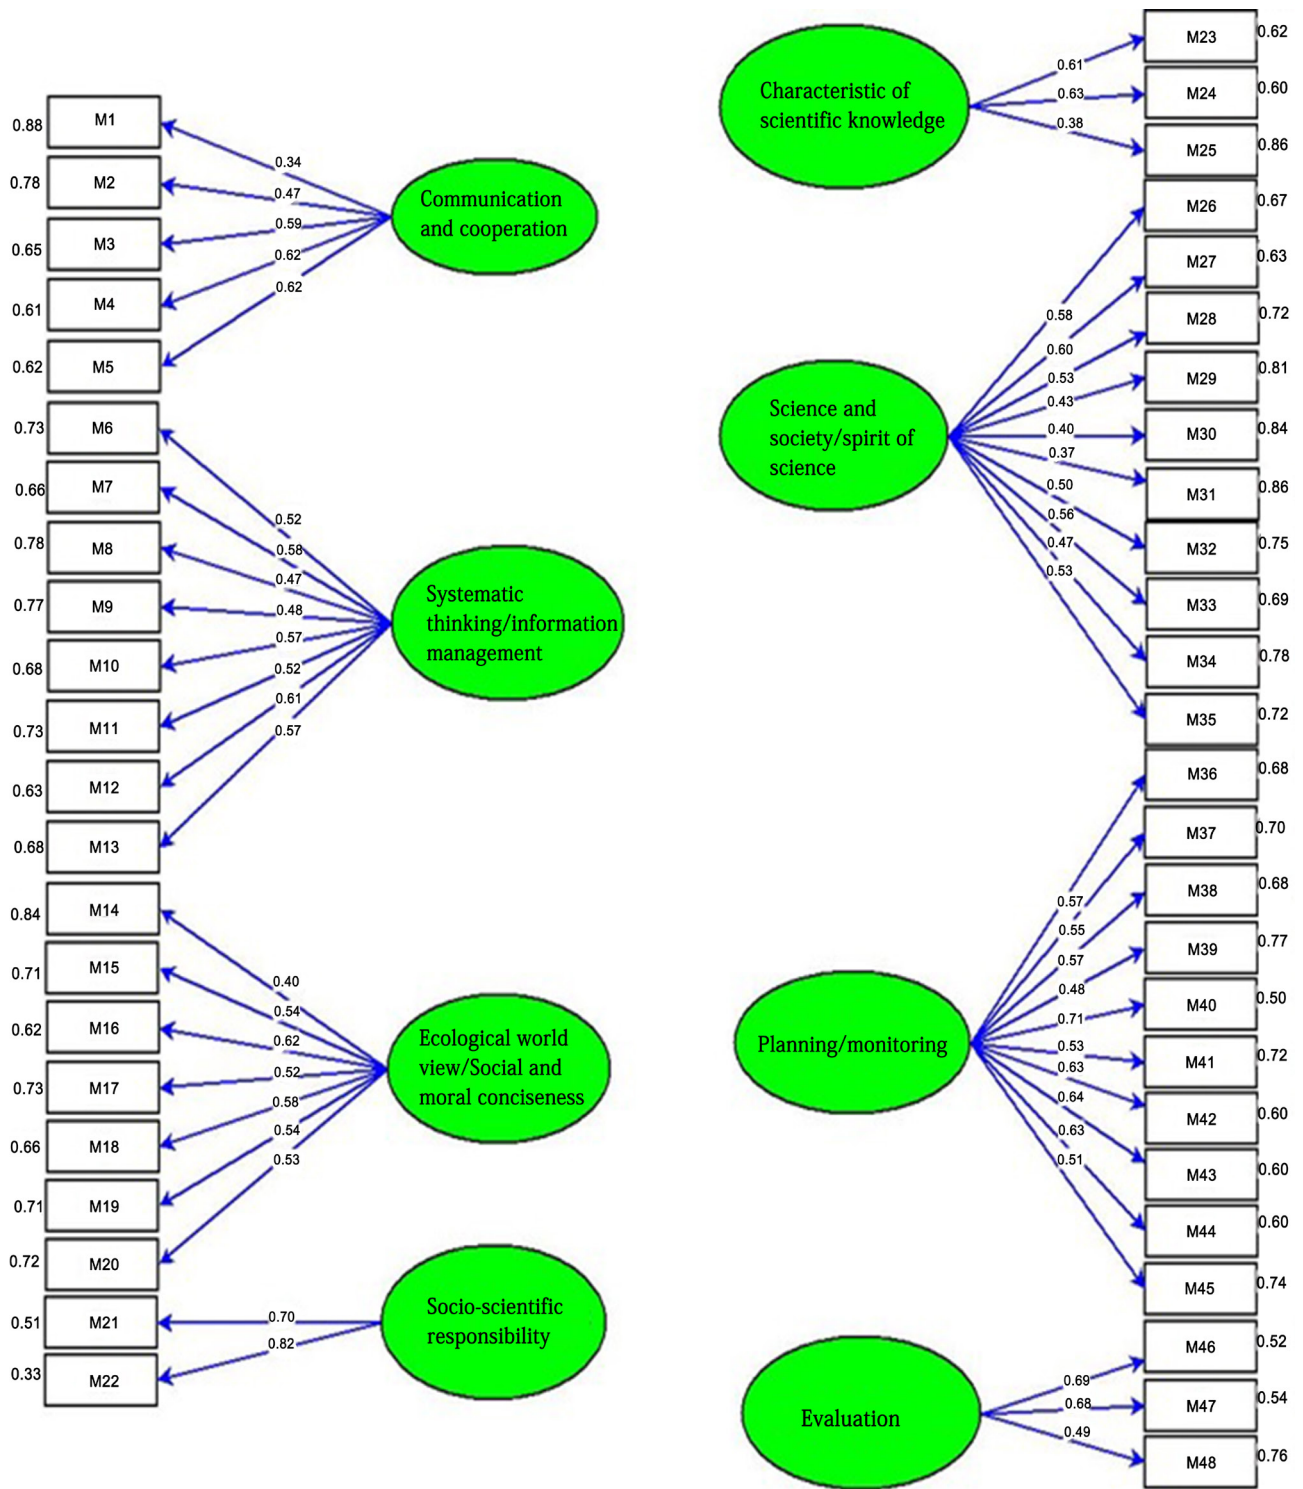 0.88
M1
0.34
0.78
M2
0.47
0.65
M3
0.59
0.61
M4
0.62
0.62
M5
0.62
Communication
and cooperation
0.73
M6
0.52
0.66
M7
0.58
0.78
M8
0.47
0.77
M9
0.48
0.68
M10
0.57
0.73
M11
0.52
0.63
M12
0.61
0.68
M13
0.57
Systematic
thinking/information
management
0.84
M14
0.40
0.71
M15
0.54
0.62
M16
0.62
0.73
M17
0.52
0.66
M18
0.58
0.71
M19
0.54
0.72
M20
0.53
Ecological world
view/Social and
moral conciseness
0.51
M21
0.70
0.33
M22
0.82
Socio-scientific
responsibility
Characteristic of
scientific knowledge
0.61
M23
0.62
0.63
M24
0.60
0.38
M25
0.86
Science and
society/spirit of
science
0.58
M26
0.67
0.60
M27
0.63
0.53
M28
0.72
0.43
M29
0.81
0.40
M30
0.84
0.37
M31
0.86
0.50
M32
0.75
0.56
M33
0.69
0.47
M34
0.78
0.53
M35
0.72
Planning/monitoring
0.57
M36
0.68
0.55
M37
0.70
0.57
M38
0.68
0.48
M39
0.77
0.71
M40
0.50
0.53
M41
0.72
0.63
M42
0.60
0.64
M43
0.60
0.63
M44
0.60
0.51
M45
0.74
Evaluation
0.69
M46
0.52
0.68
M47
0.54
0.49
M48
0.76